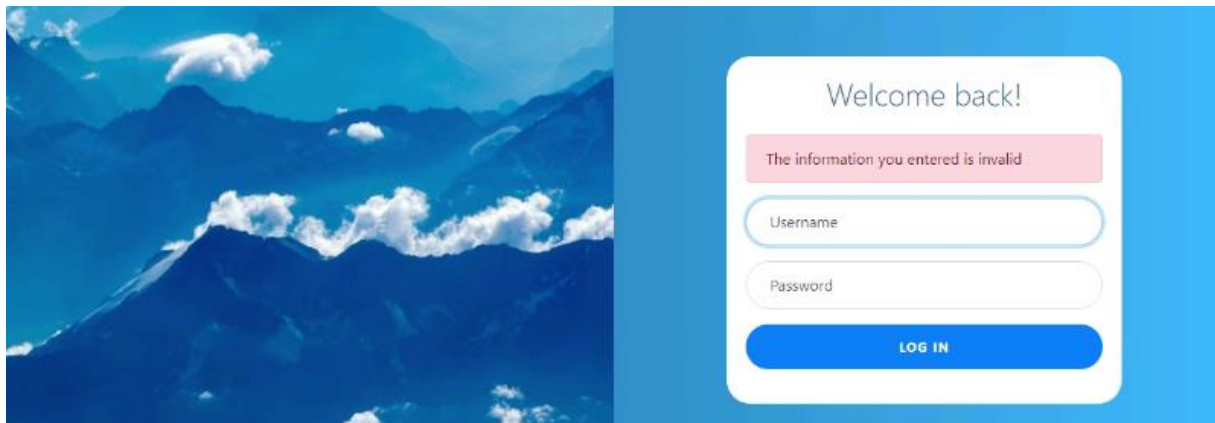 Welcome back!
The information you entered is invalid
Username
Password
LOG IN